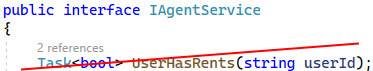 public interface IAgentService
{
2 references
Task<bool> UserHasRents(string userId);